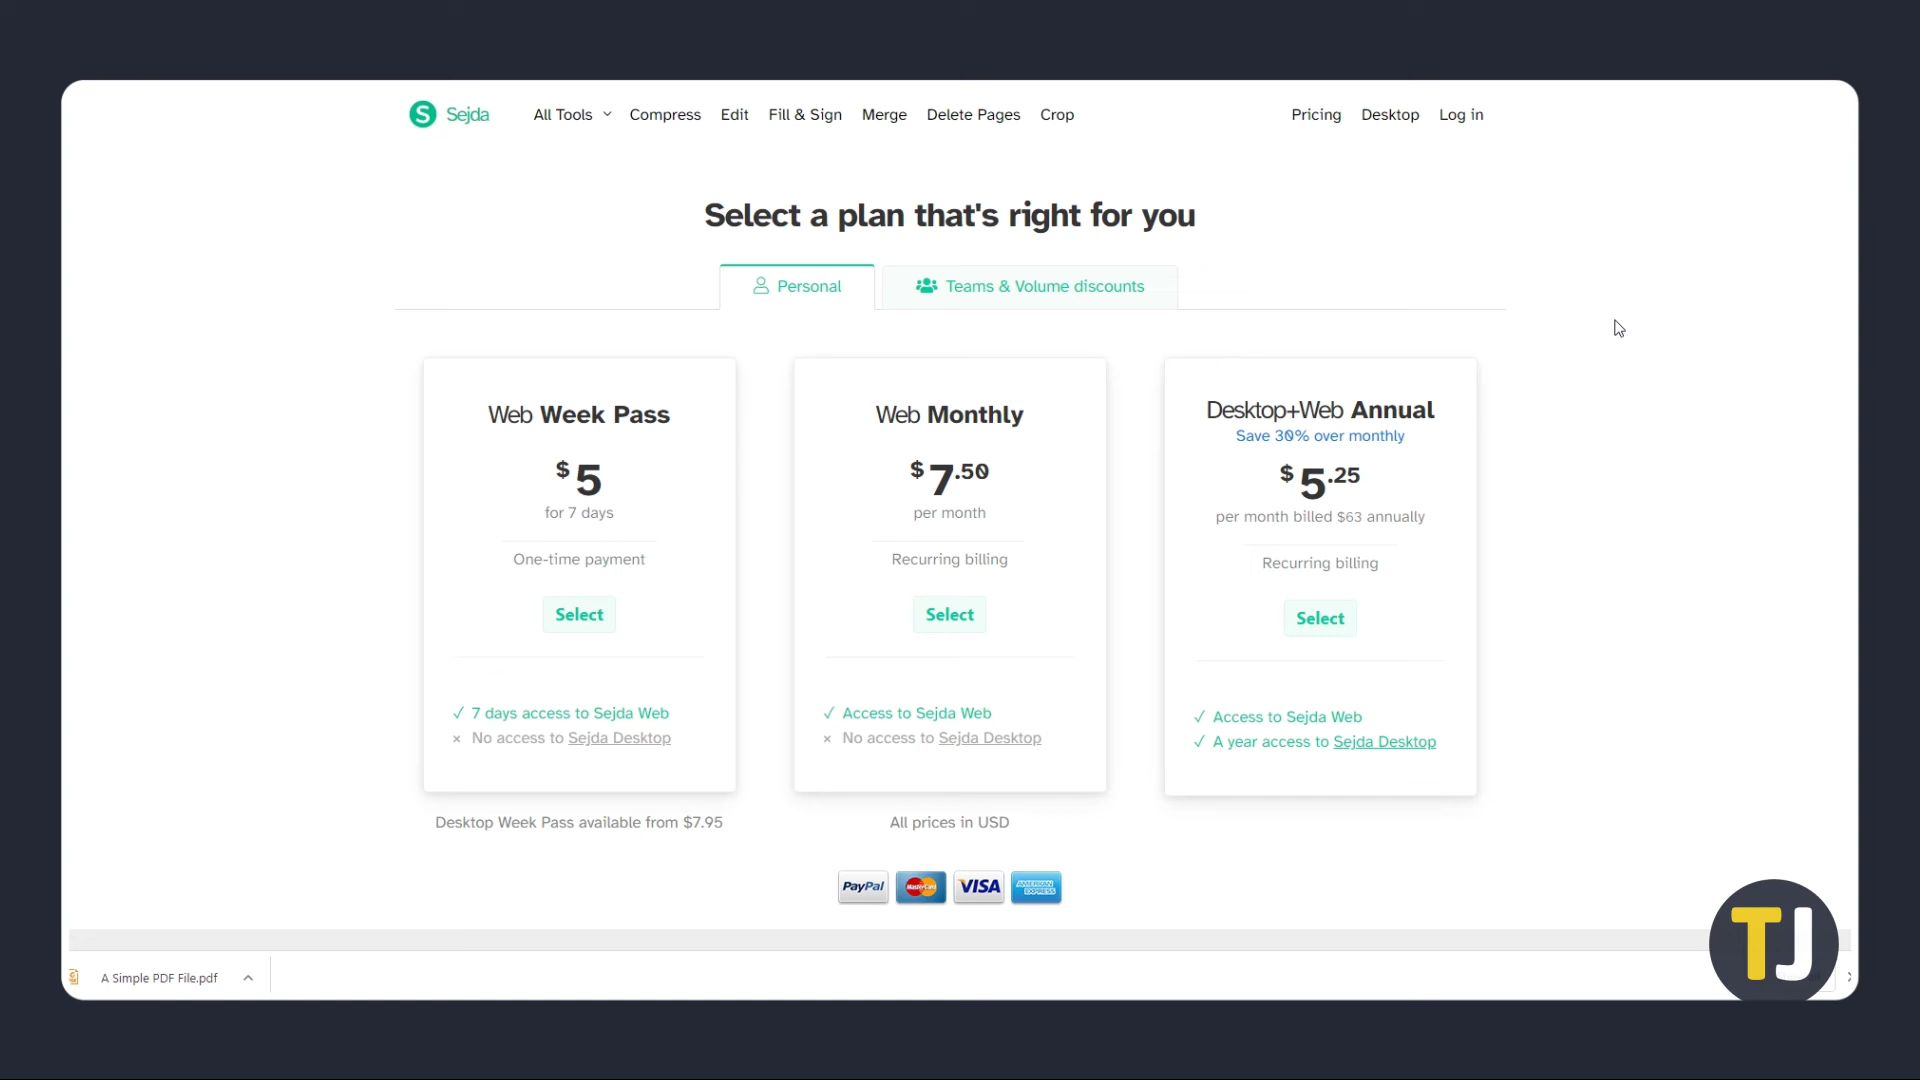 Sejda All Tools Compress Edit Fill & Sign Merge Delete Pages Crop Pricing Desktop Log in
Select a plan that's right for you
Personal Teams & Volume discounts
Web Week Pass
$5
for 7 days
One-time payment
Select
✓ 7 days access to Sejda Web
× No access to Sejda Desktop
Desktop Week Pass available from $7.95
Web Monthly
$7.50
per month
Recurring billing
Select
✓ Access to Sejda Web
× No access to Sejda Desktop
All prices in USD
Desktop+Web Annual
Save 30% over monthly
$5.25
per month billed $63 annually
Recurring billing
Select
✓ Access to Sejda Web
✓ A year access to Sejda Desktop
PayPal MasterCard VISA AMERICAN EXPRESS
A Simple PDF File.pdf
TJ